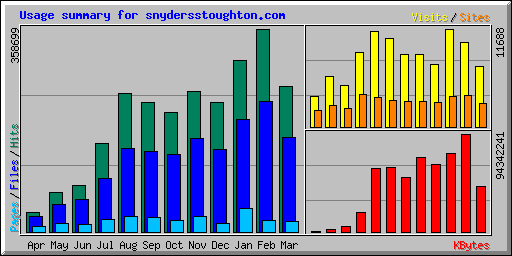 Usage summary for snydersstoughton.com
Visits / Sites
358699
11688
Pages / Files / Hits
94342241
Apr May Jun Jul Aug Sep Oct Nov Dec Jan Feb Mar
KBytes